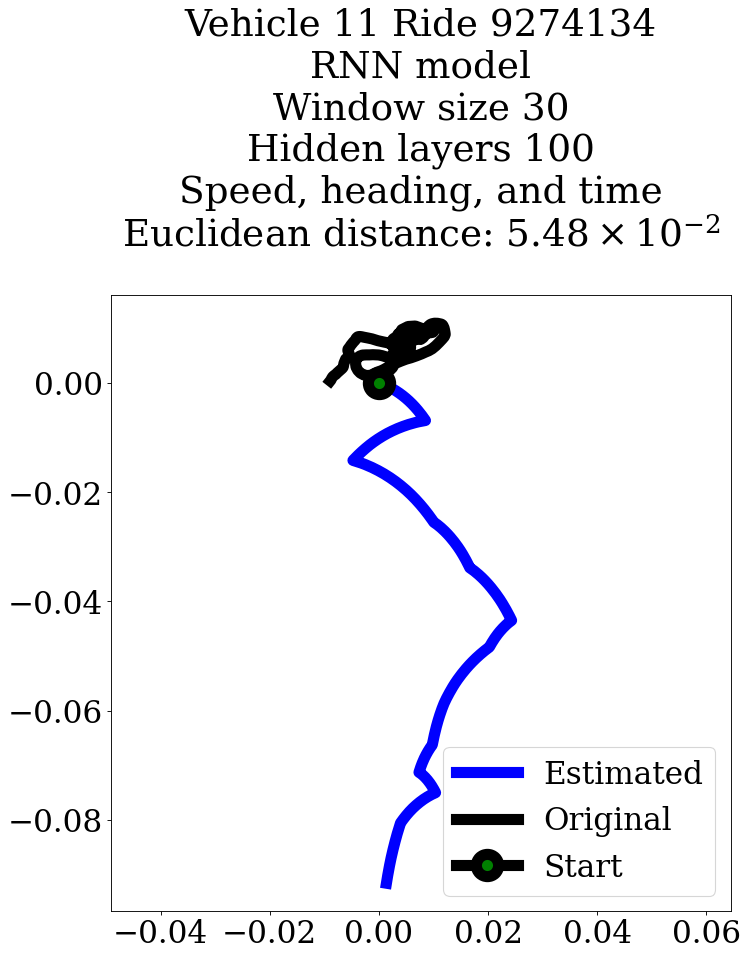 Vehicle 11 Ride 9274134
RNN model
Window size 30
Hidden layers 100
Speed, heading, and time
Euclidean distance: 5.48 × 10⁻²
0.00
−0.02
−0.04
−0.06
−0.08
Estimated
Original
Start
−0.04 −0.02 0.00 0.02 0.04 0.06